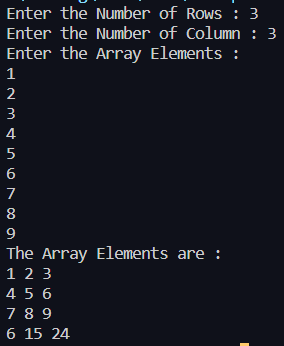 Enter the Number of Rows : 3
Enter the Number of Column : 3
Enter the Array Elements :
1
2
3
4
5
6
7
8
9
The Array Elements are :
1 2 3
4 5 6
7 8 9
6 15 24